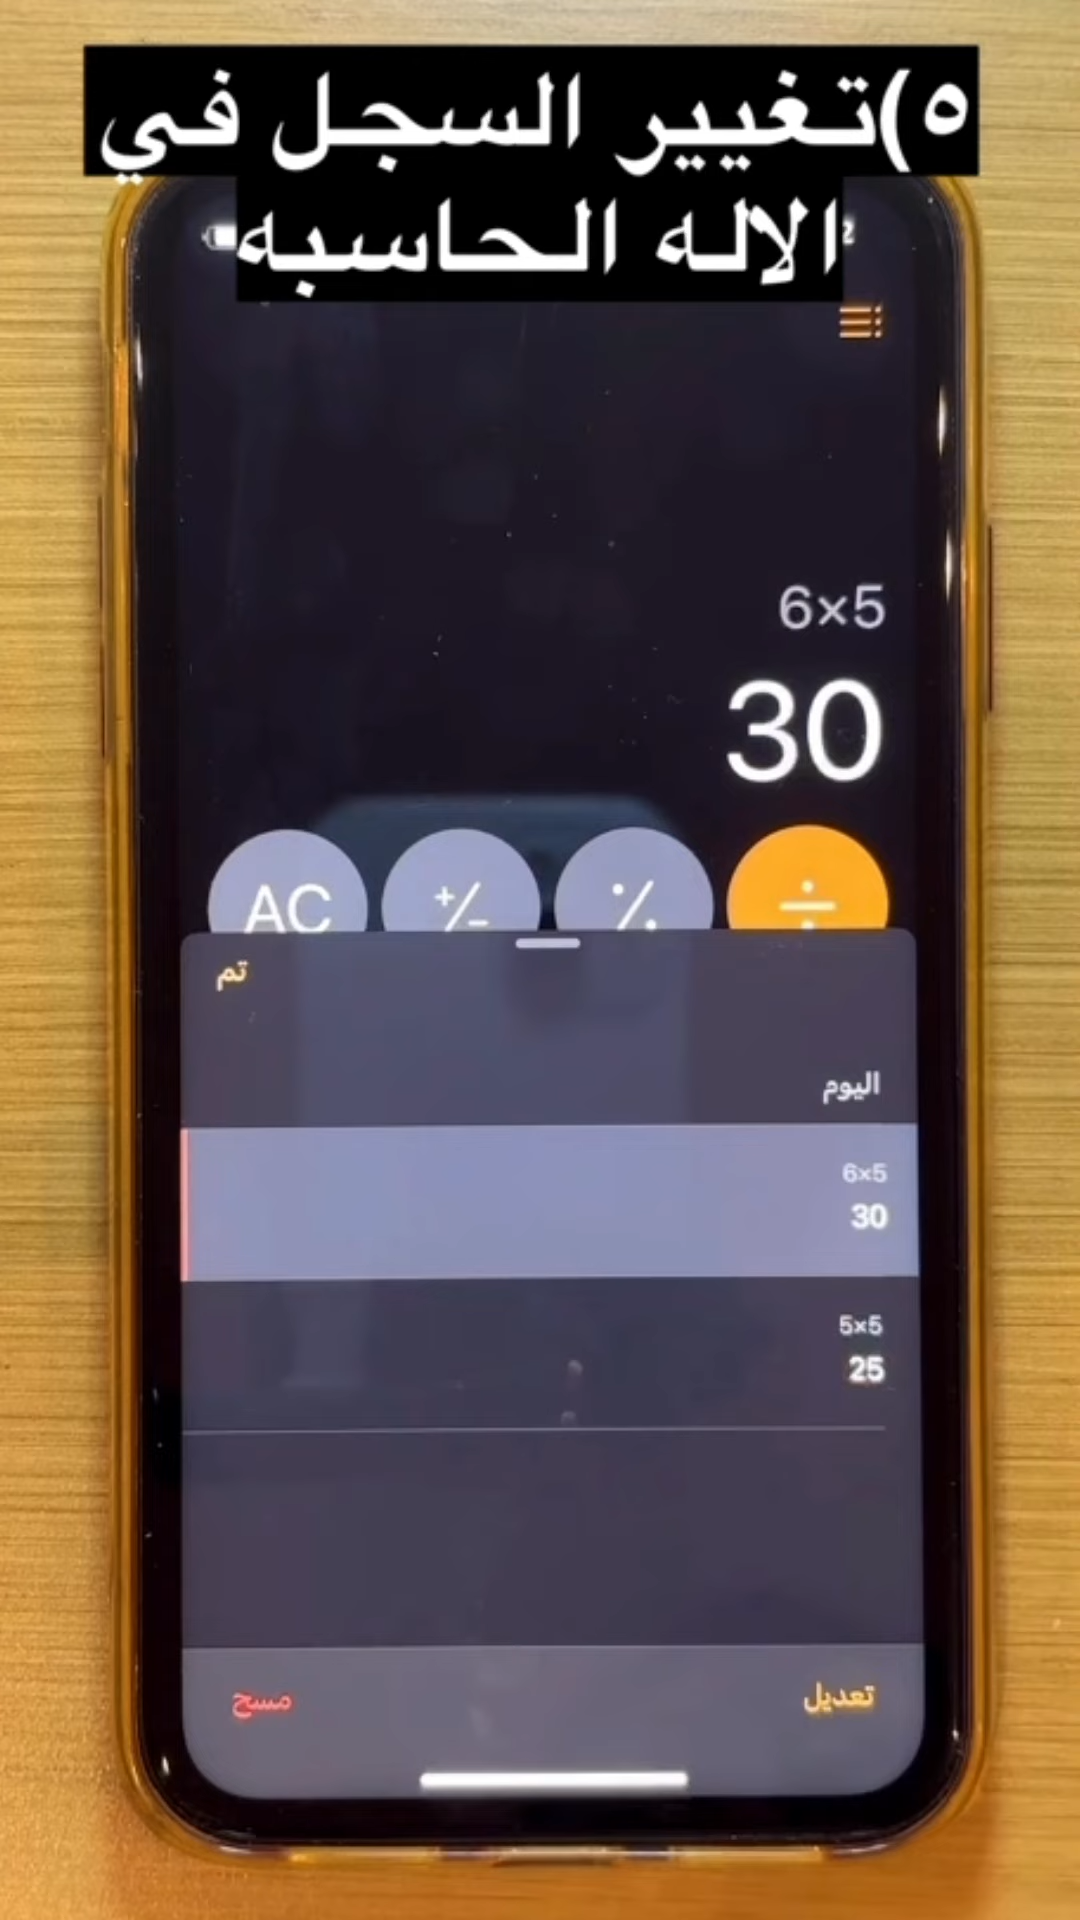 ٥)تغيير السجل في
الاله الحاسبه
6×5
30
AC
+/-
%
÷
تم
اليوم
6×5
30
5×5
25
تعديل
مسح